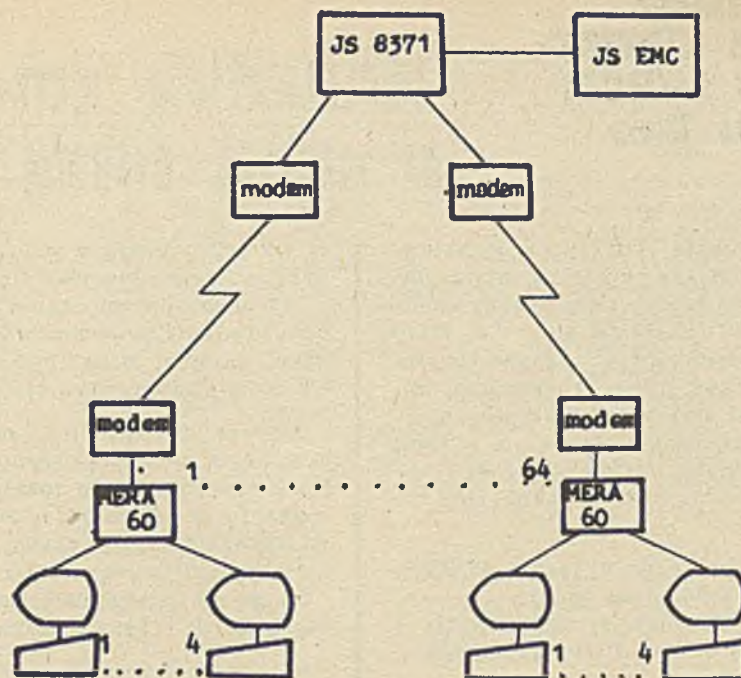 JS 8371
JS EMC
modem
modem
modem
modem
1 . . . . . . . . . . . . 64
MERA
60
MERA
60
1 . . . . . 4
1 . . . . . 4